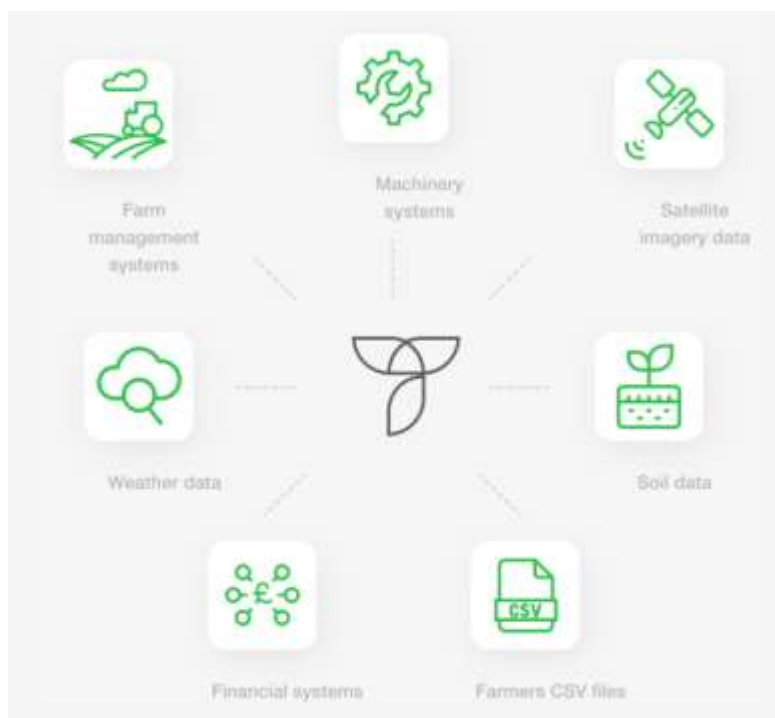 Machinery
systems
Farm
management
systems
Satellite
imagery data
Weather data
Soil data
£
CSV
Financial systems
Farmers CSV files